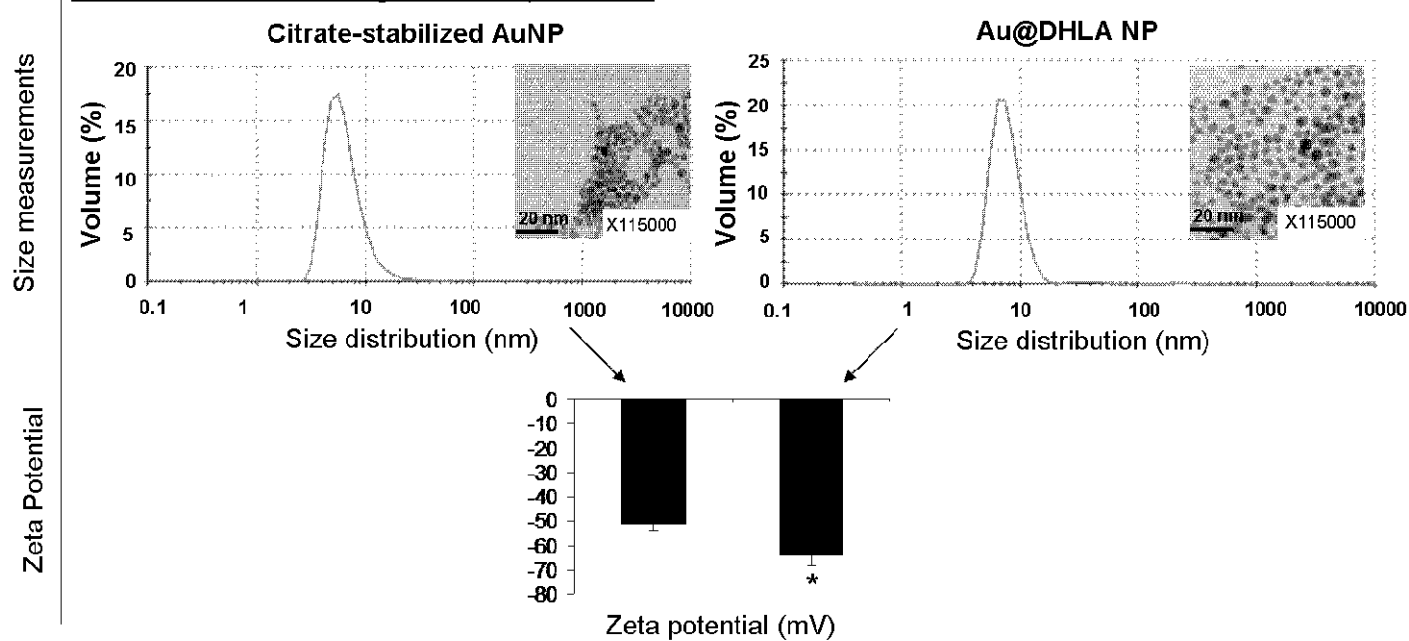 Citrate-stabilized AuNP
Au@DHLA NP
Size measurements
Volume (%)
20
15
10
5
0
20 nm
X115000
0.1
1
10
100
1000
10000
Size distribution (nm)
Volume (%)
25
20
15
10
5
0
20 nm
X115000
0.1
1
10
100
1000
10000
Size distribution (nm)
Zeta Potential
0
-10
-20
-30
-40
-50
-60
-70
-80
*
Zeta potential (mV)